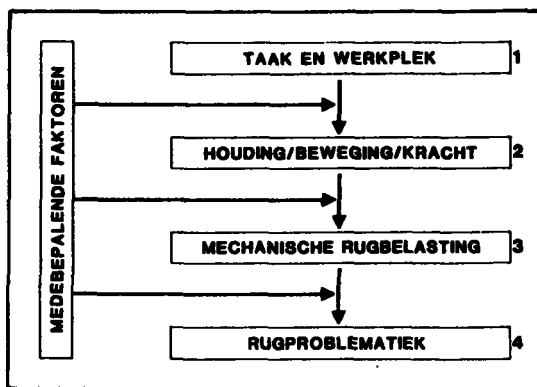 MEDEBEPALENDE FAKTOREN
TAAK EN WERKPLEK 1
HOUDING/BEWEGING/KRACHT 2
MECHANISCHE RUGBELASTING 3
RUGPROBLEMATIEK 4